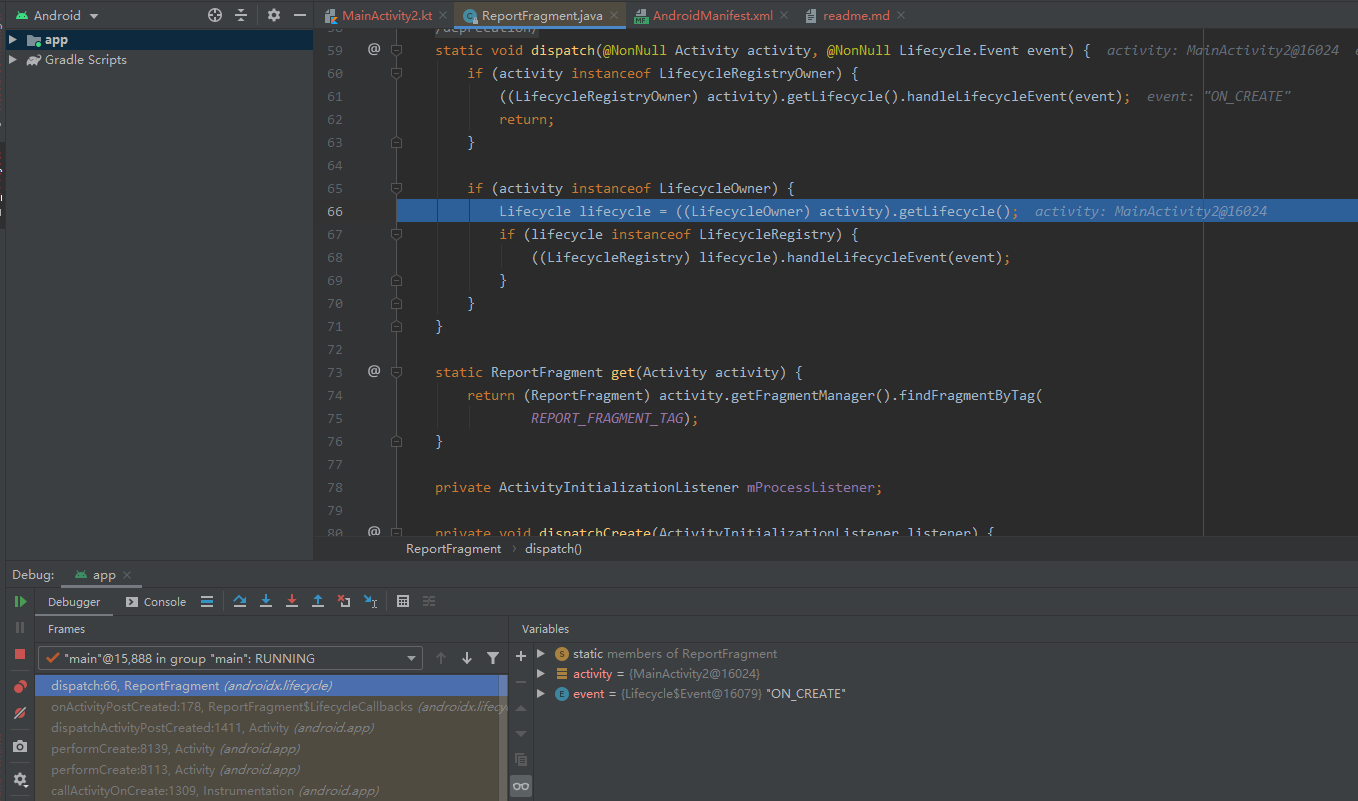 Android
MainActivity2.kt
ReportFragment.java
AndroidManifest.xml
readme.md
app
Gradle Scripts
58 /deprecation/
59 @ static void dispatch(@NonNull Activity activity, @NonNull Lifecycle.Event event) { activity: MainActivity2@16024
60 if (activity instanceof LifecycleRegistryOwner) {
61 ((LifecycleRegistryOwner) activity).getLifecycle().handleLifecycleEvent(event); event: "ON_CREATE"
62 return;
63 }
64
65 if (activity instanceof LifecycleOwner) {
66 Lifecycle lifecycle = ((LifecycleOwner) activity).getLifecycle(); activity: MainActivity2@16024
67 if (lifecycle instanceof LifecycleRegistry) {
68 ((LifecycleRegistry) lifecycle).handleLifecycleEvent(event);
69 }
70 }
71 }
72
73 @ static ReportFragment get(Activity activity) {
74 return (ReportFragment) activity.getFragmentManager().findFragmentByTag(
75 REPORT_FRAGMENT_TAG);
76 }
77
78 private ActivityInitializationListener mProcessListener;
79
80 @ private void dispatchCreate(ActivityInitializationListener listener) {
ReportFragment › dispatch()
Debug: app
Debugger
Console
Frames
Variables
"main"@15,888 in group "main": RUNNING
dispatch:66, ReportFragment (androidx.lifecycle)
onActivityPostCreated:178, ReportFragment$LifecycleCallbacks (androidx.lifecy
dispatchActivityPostCreated:1411, Activity (android.app)
performCreate:8139, Activity (android.app)
performCreate:8113, Activity (android.app)
callActivityOnCreate:1309, Instrumentation (android.app)
static members of ReportFragment
activity = {MainActivity2@16024}
event = {Lifecycle$Event@16079} "ON_CREATE"